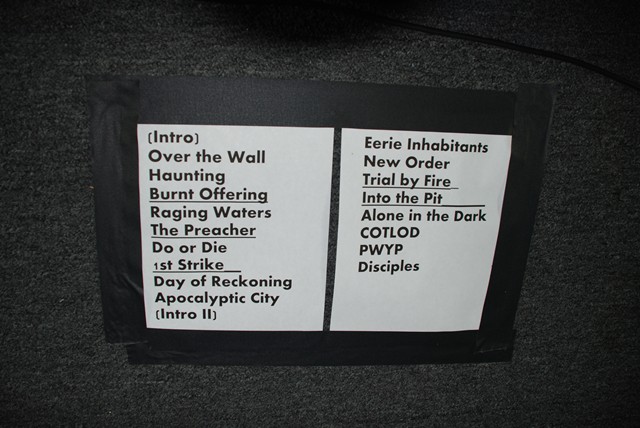 (Intro)
Over the Wall
Haunting
Burnt Offering
Raging Waters
The Preacher
Do or Die
1st Strike
Day of Reckoning
Apocalyptic City
(Intro II)
Eerie Inhabitants
New Order
Trial by Fire
Into the Pit
Alone in the Dark
COTLOD
PWYP
Disciples